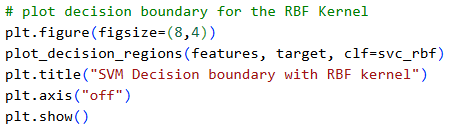 # plot decision boundary for the RBF Kernel
plt.figure(figsize=(8,4))
plot_decision_regions(features, target, clf=svc_rbf)
plt.title("SVM Decision boundary with RBF kernel")
plt.axis("off")
plt.show()